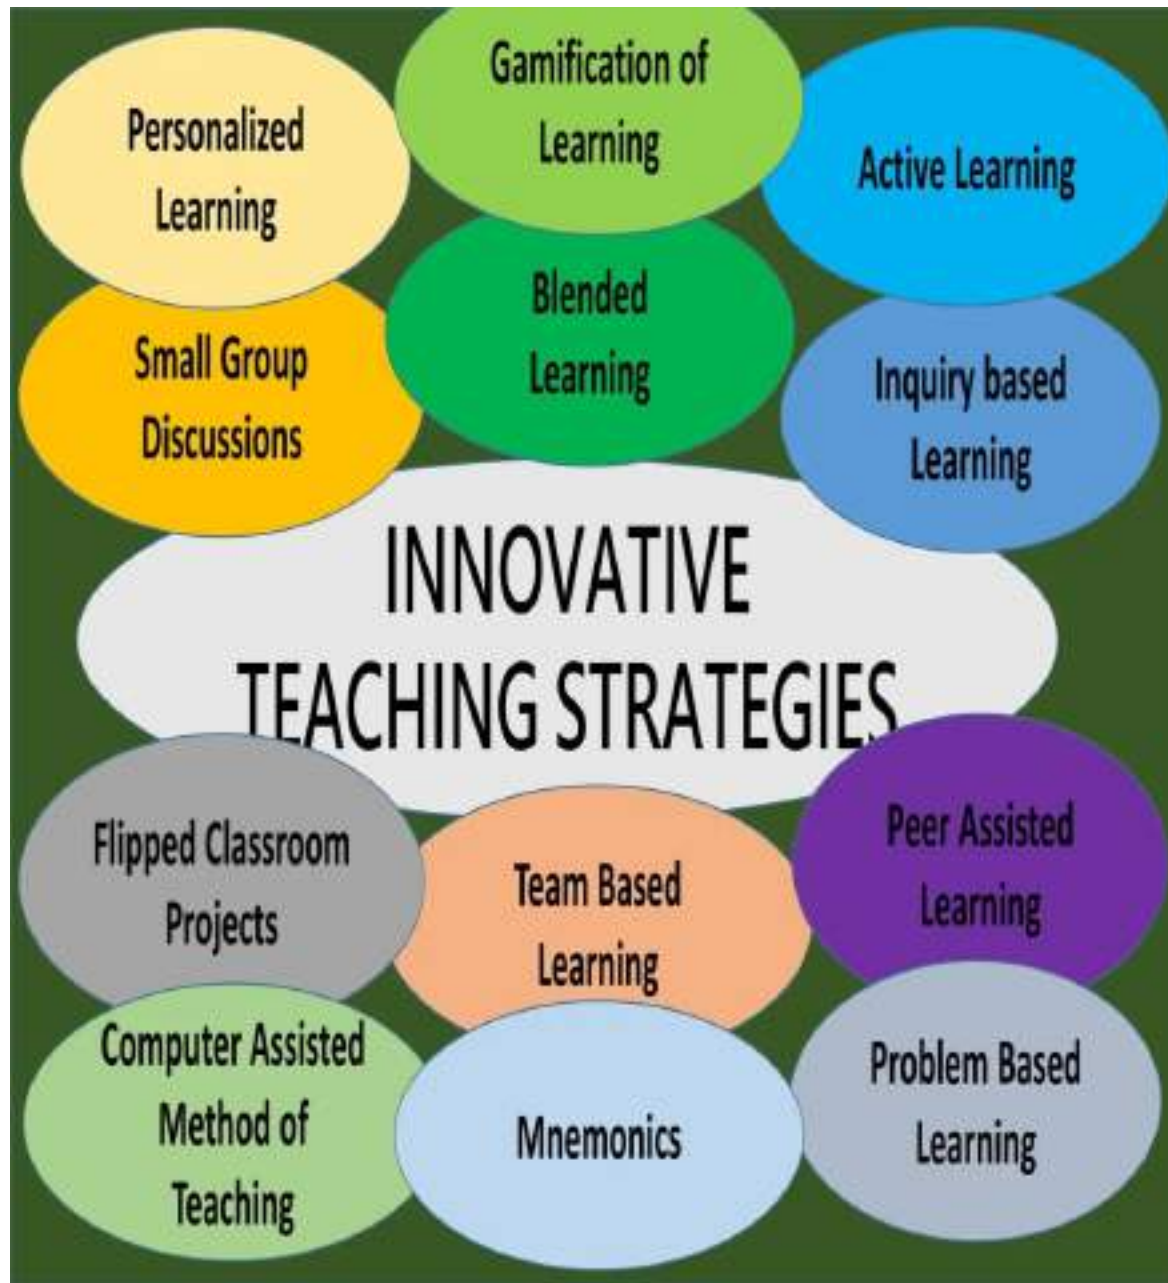 Personalized
Learning
Gamification of
Learning
Active Learning
Small Group
Discussions
Blended
Learning
Inquiry based
Learning
INNOVATIVE
TEACHING STRATEGIES
Flipped Classroom
Projects
Team Based
Learning
Peer Assisted
Learning
Computer Assisted
Method of
Teaching
Mnemonics
Problem Based
Learning